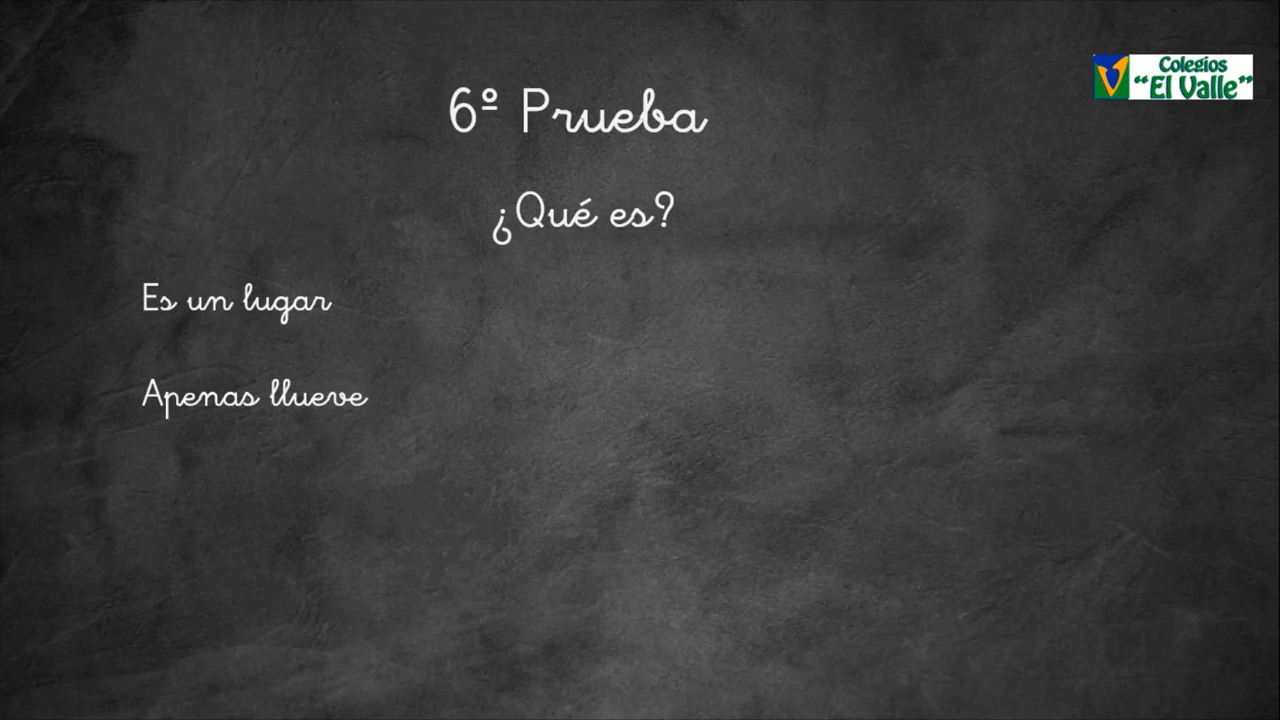 Colegios
"El Valle"
6º Prueba
¿Qué es?
Es un lugar
Apenas llueve